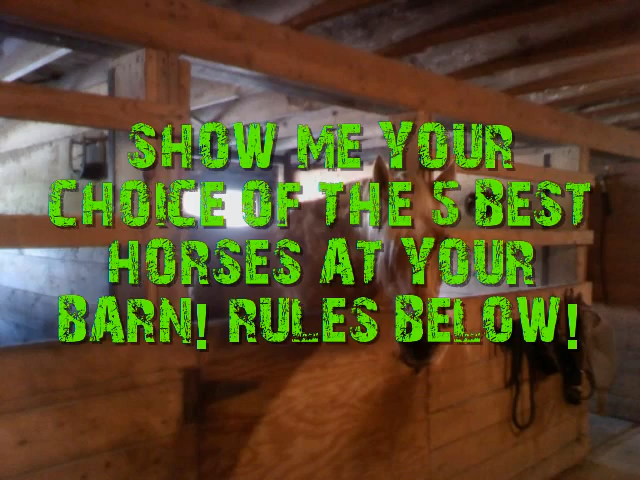 SHOW ME YOUR
CHOICE OF THE 5 BEST
HORSES AT YOUR
BARN! RULES BELOW!